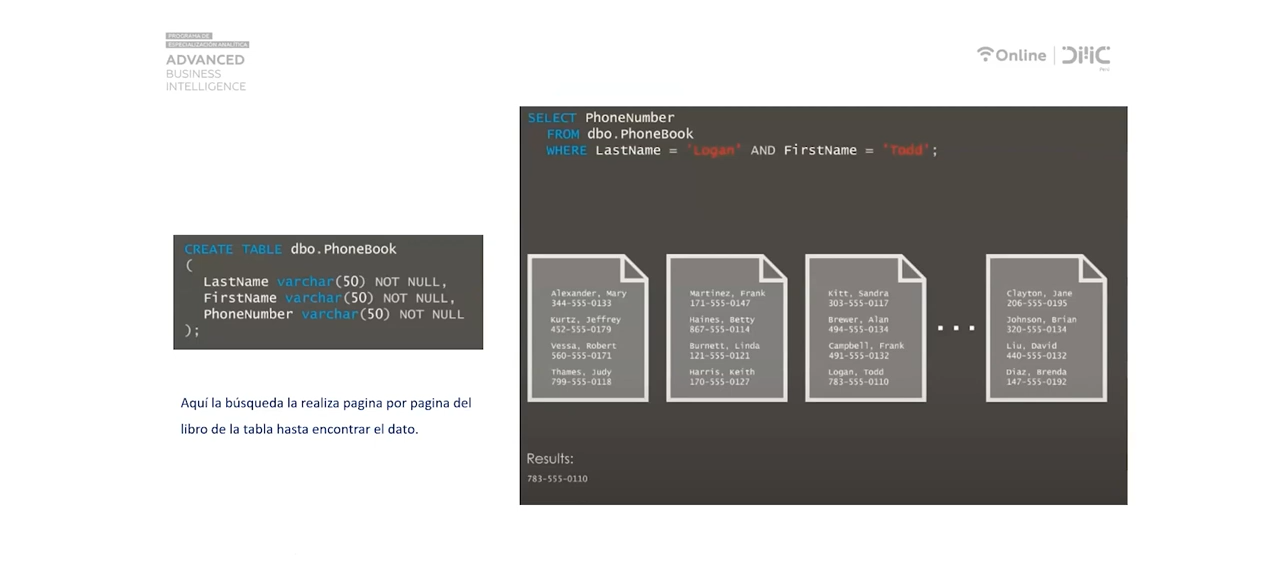 PROGRAMA DE
ESPECIALIZACIÓN ANALÍTICA
ADVANCED
BUSINESS
INTELLIGENCE
Online
DMC
Perú
CREATE TABLE dbo.PhoneBook
(
LastName varchar(50) NOT NULL,
FirstName varchar(50) NOT NULL,
PhoneNumber varchar(50) NOT NULL
);
Aquí la búsqueda la realiza pagina por pagina del
libro de la tabla hasta encontrar el dato.
SELECT PhoneNumber
FROM dbo.PhoneBook
WHERE LastName = 'Logan' AND FirstName = 'Todd';
Alexander, Mary
344-555-0133
Kurtz, Jeffrey
452-555-0179
Vessa, Robert
560-555-0171
Thames, Judy
799-555-0118
Martinez, Frank
171-555-0147
Haines, Betty
867-555-0114
Burnett, Linda
121-555-0121
Harris, Keith
170-555-0127
Kitt, Sandra
303-555-0117
Brewer, Alan
494-555-0134
Campbell, Frank
491-555-0132
Logan, Todd
783-555-0110
...
Clayton, Jane
206-555-0195
Johnson, Brian
320-555-0134
Liu, David
440-555-0132
Diaz, Brenda
147-555-0192
Results:
783-555-0110